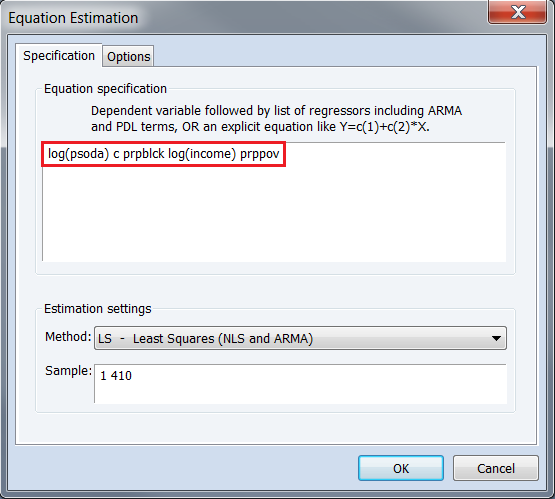 Equation Estimation
Specification
Options
Equation specification
Dependent variable followed by list of regressors including ARMA
and PDL terms, OR an explicit equation like Y=c(1)+c(2)*X.
log(psoda) c prpblck log(income) prppov
Estimation settings
Method: LS - Least Squares (NLS and ARMA)
Sample: 1 410
OK
Cancel